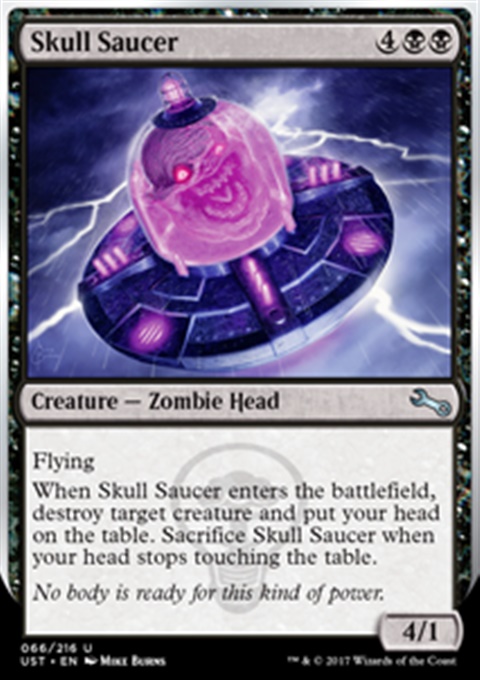 Skull Saucer 4
Creature — Zombie Head
Flying
When Skull Saucer enters the battlefield,
destroy target creature and put your head
on the table. Sacrifice Skull Saucer when
your head stops touching the table.
No body is ready for this kind of power.
4/1
066/216 U
UST • EN Mike Burns
™ & © 2017 Wizards of the Coast